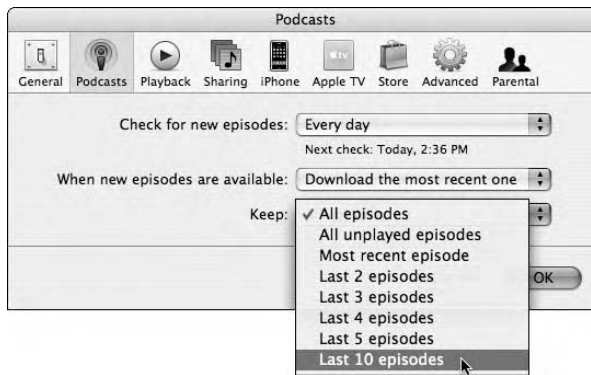 Podcasts
General Podcasts Playback Sharing iPhone Apple TV Store Advanced Parental
Check for new episodes: Every day
Next check: Today, 2:36 PM
When new episodes are available: Download the most recent one
Keep: ✓ All episodes
All unplayed episodes
Most recent episode
Last 2 episodes
Last 3 episodes
Last 4 episodes
OK
Last 5 episodes
Last 10 episodes